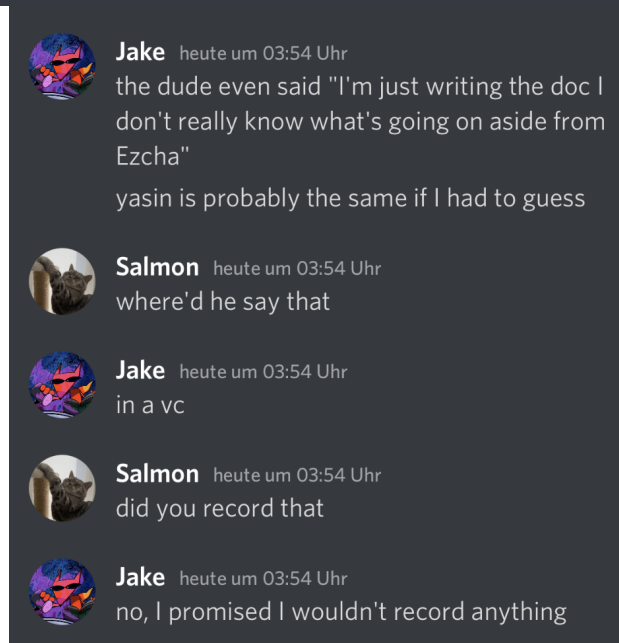 Jake heute um 03:54 Uhr
the dude even said "I'm just writing the doc I
don't really know what's going on aside from
Ezcha"
yasin is probably the same if I had to guess
Salmon heute um 03:54 Uhr
where'd he say that
Jake heute um 03:54 Uhr
in a vc
Salmon heute um 03:54 Uhr
did you record that
Jake heute um 03:54 Uhr
no, I promised I wouldn't record anything